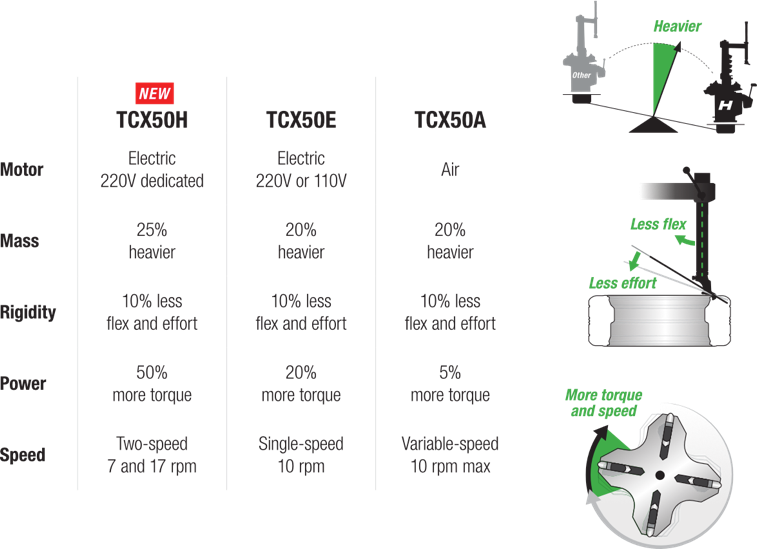 NEW
TCX50H TCX50E TCX50A
Motor
Electric
220V dedicated
Electric
220V or 110V
Air
Mass
25%
heavier
20%
heavier
20%
heavier
Rigidity
10% less
flex and effort
10% less
flex and effort
10% less
flex and effort
Power
50%
more torque
20%
more torque
5%
more torque
Speed
Two-speed
7 and 17 rpm
Single-speed
10 rpm
Variable-speed
10 rpm max
Heavier
Other
H
Less flex
Less effort
More torque
and speed